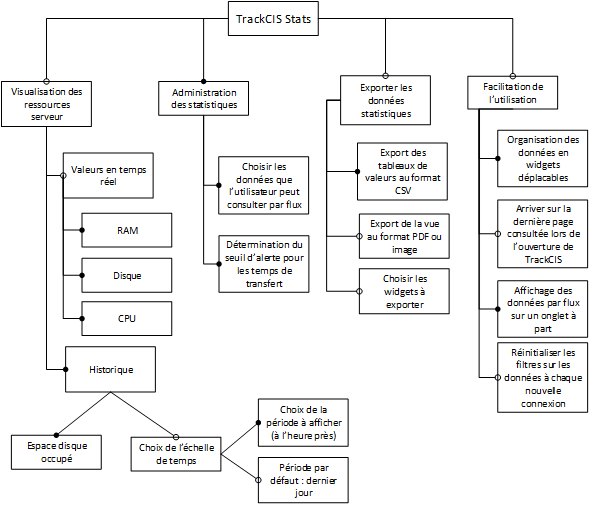 TrackCIS Stats
Visualisation des
ressources
serveur
Administration
des statistiques
Exporter les
données
statistiques
Facilitation de
l'utilisation
Valeurs en temps
réel
RAM
Disque
CPU
Historique
Espace disque
occupé
Choix de l'échelle
de temps
Choix de la
période à afficher
(à l'heure près)
Période par
défaut : dernier
jour
Choisir les
données que
l'utilisateur peut
consulter par flux
Détermination du
seuil d'alerte pour
les temps de
transfert
Export des
tableaux de
valeurs au format
CSV
Export de la vue
au format PDF ou
image
Choisir les
widgets à
exporter
Organisation des
données en
widgets
déplacables
Arriver sur la
dernière page
consultée lors de
l'ouverture de
TrackCIS
Affichage des
données par flux
sur un onglet à
part
Réinitialiser les
filtres sur les
données à chaque
nouvelle
connexion